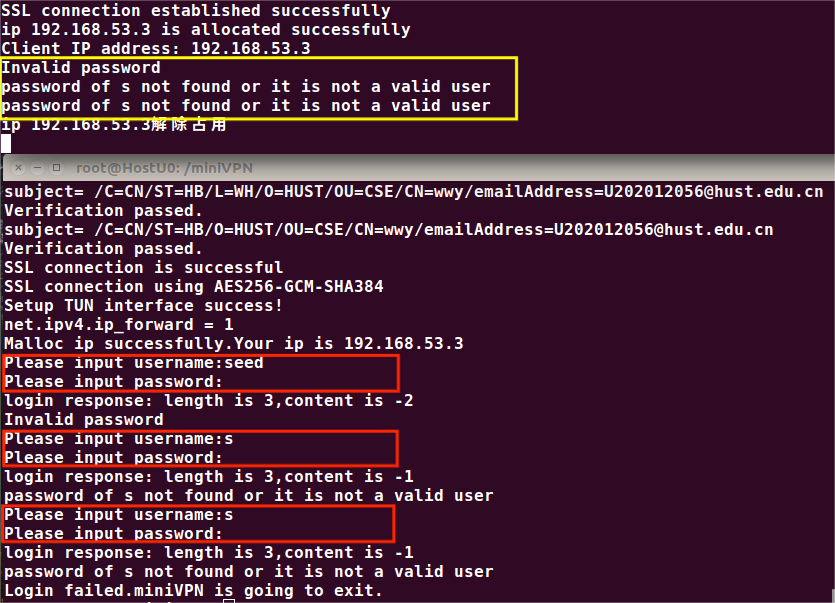 SSL connection established successfully
ip 192.168.53.3 is allocated successfully
Client IP address: 192.168.53.3
Invalid password
password of s not found or it is not a valid user
password of s not found or it is not a valid user
ip 192.168.53.3解除占用
root@HostU0: /miniVPN
subject= /C=CN/ST=HB/L=WH/O=HUST/OU=CSE/CN=wwy/emailAddress=U202012056@hust.edu.cn
Verification passed.
subject= /C=CN/ST=HB/O=HUST/OU=CSE/CN=wwy/emailAddress=U202012056@hust.edu.cn
Verification passed.
SSL connection is successful
SSL connection using AES256-GCM-SHA384
Setup TUN interface success!
net.ipv4.ip_forward = 1
Malloc ip successfully.Your ip is 192.168.53.3
Please input username:seed
Please input password:
login response: length is 3,content is -2
Invalid password
Please input username:s
Please input password:
login response: length is 3,content is -1
password of s not found or it is not a valid user
Please input username:s
Please input password:
login response: length is 3,content is -1
password of s not found or it is not a valid user
Login failed.miniVPN is going to exit.